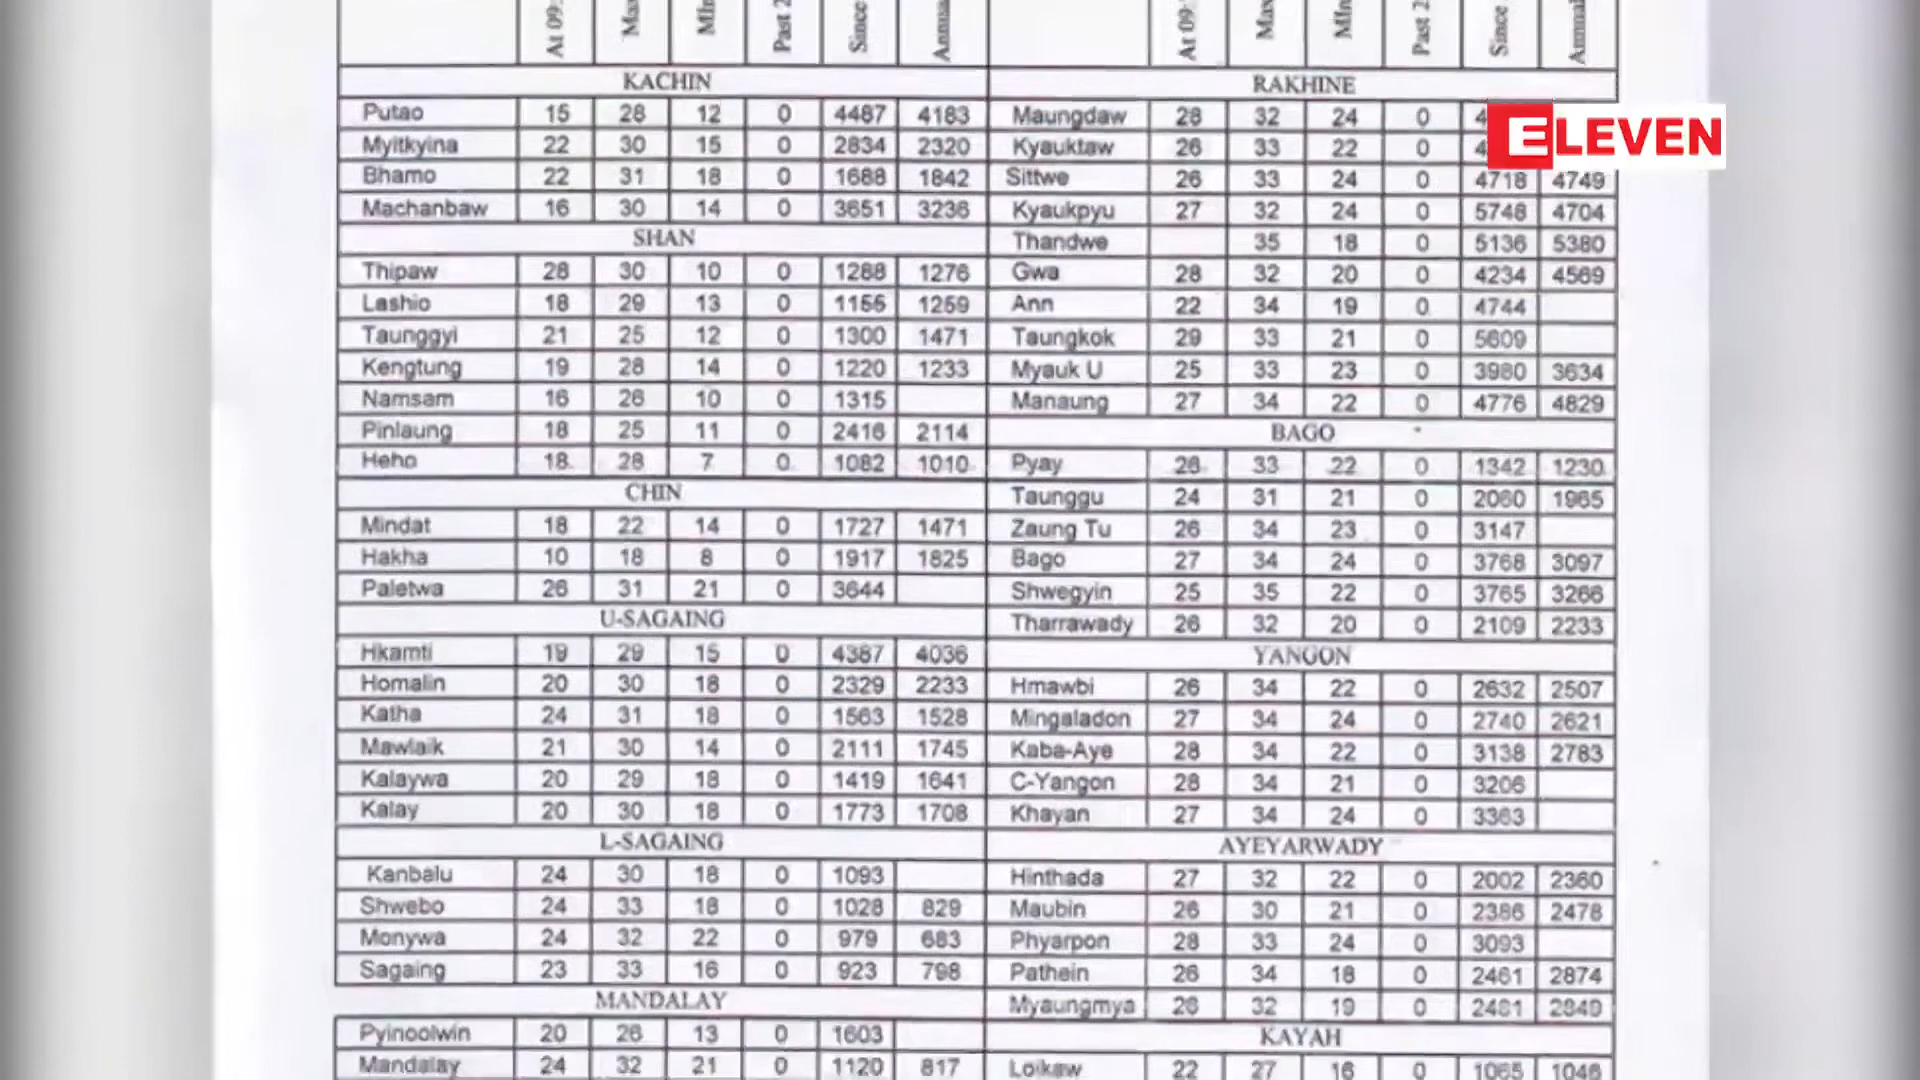 At 09: Max MIn Past 2 Since Annual
KACHIN
Putao 15 28 12 0 4487 4183
Myitkyina 22 30 15 0 2834 2320
Bhamo 22 31 18 0 1688 1842
Machanbaw 16 30 14 0 3651 3236
SHAN
Thipaw 28 30 10 0 1288 1276
Lashio 18 29 13 0 1155 1259
Taunggyi 21 25 12 0 1300 1471
Kengtung 19 28 14 0 1220 1233
Namsam 16 26 10 0 1315
Pinlaung 18 25 11 0 2416 2114
Heho 18 28 7 0 1082 1010
CHIN
Mindat 18 22 14 0 1727 1471
Hakha 10 18 8 0 1917 1825
Paletwa 26 31 21 0 3644
U-SAGAING
Hkamti 19 29 15 0 4387 4036
Homalin 20 30 18 0 2329 2233
Katha 24 31 18 0 1563 1528
Mawlaik 21 30 14 0 2111 1745
Kalaywa 20 29 18 0 1419 1641
Kalay 20 30 18 0 1773 1708
L-SAGAING
Kanbalu 24 30 18 0 1093
Shwebo 24 33 18 0 1028 829
Monywa 24 32 22 0 979 683
Sagaing 23 33 16 0 923 798
MANDALAY
Pyinoolwin 20 26 13 0 1603
Mandalay 24 32 21 0 1120 817
At 09: Max MIn Past 2 Since Annual
RAKHINE
Maungdaw 28 32 24 0 4
Kyauktaw 26 33 22 0 4
Sittwe 26 33 24 0 4718 4749
Kyaukpyu 27 32 24 0 5748 4704
Thandwe 35 18 0 5136 5380
Gwa 28 32 20 0 4234 4569
Ann 22 34 19 0 4744
Taungkok 29 33 21 0 5609
Myauk U 25 33 23 0 3980 3634
Manaung 27 34 22 0 4776 4829
BAGO
Pyay 26 33 22 0 1342 1230
Taunggu 24 31 21 0 2060 1965
Zaung Tu 26 34 23 0 3147
Bago 27 34 24 0 3768 3097
Shwegyin 25 35 22 0 3765 3266
Tharrawady 26 32 20 0 2109 2233
YANGON
Hmawbi 26 34 22 0 2632 2507
Mingaladon 27 34 24 0 2740 2621
Kaba-Aye 28 34 22 0 3138 2783
C-Yangon 28 34 21 0 3206
Khayan 27 34 24 0 3363
AYEYARWADY
Hinthada 27 32 22 0 2002 2360
Maubin 26 30 21 0 2386 2478
Phyarpon 28 33 24 0 3093
Pathein 26 34 18 0 2461 2874
Myaungmya 26 32 19 0 2481 2849
KAYAH
Loikaw 22 27 16 0 1065 1046
ELEVEN